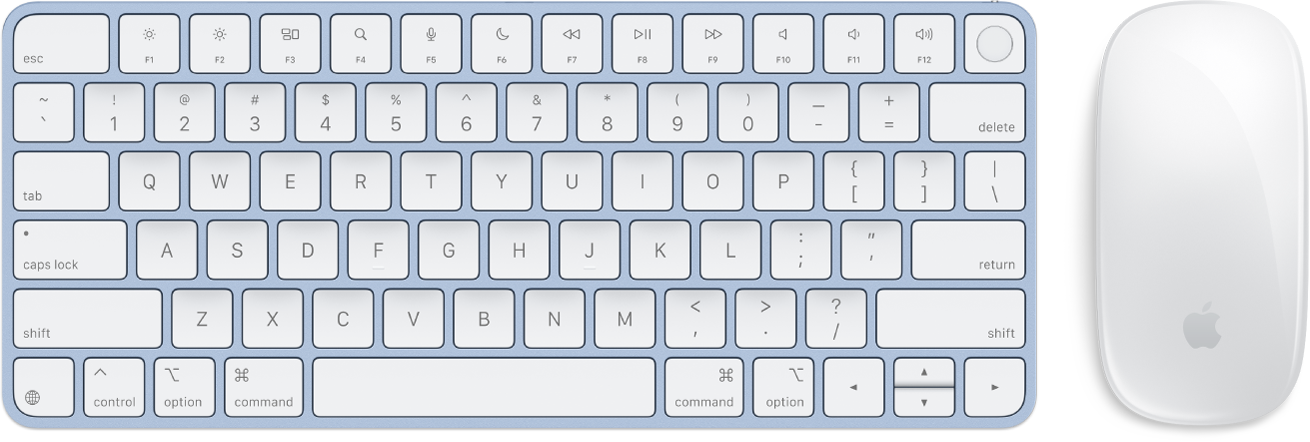 esc F1 F2 F3 F4 F5 F6 F7 F8 F9 F10 F11 F12
~ ! @ # $ % ^ & * ( ) _ +
` 1 2 3 4 5 6 7 8 9 0 - = delete
tab Q W E R T Y U I O P { [ } ] | \
caps lock A S D F G H J K L : ; " ' return
shift Z X C V B N M < , > . ? / shift
control option command command option